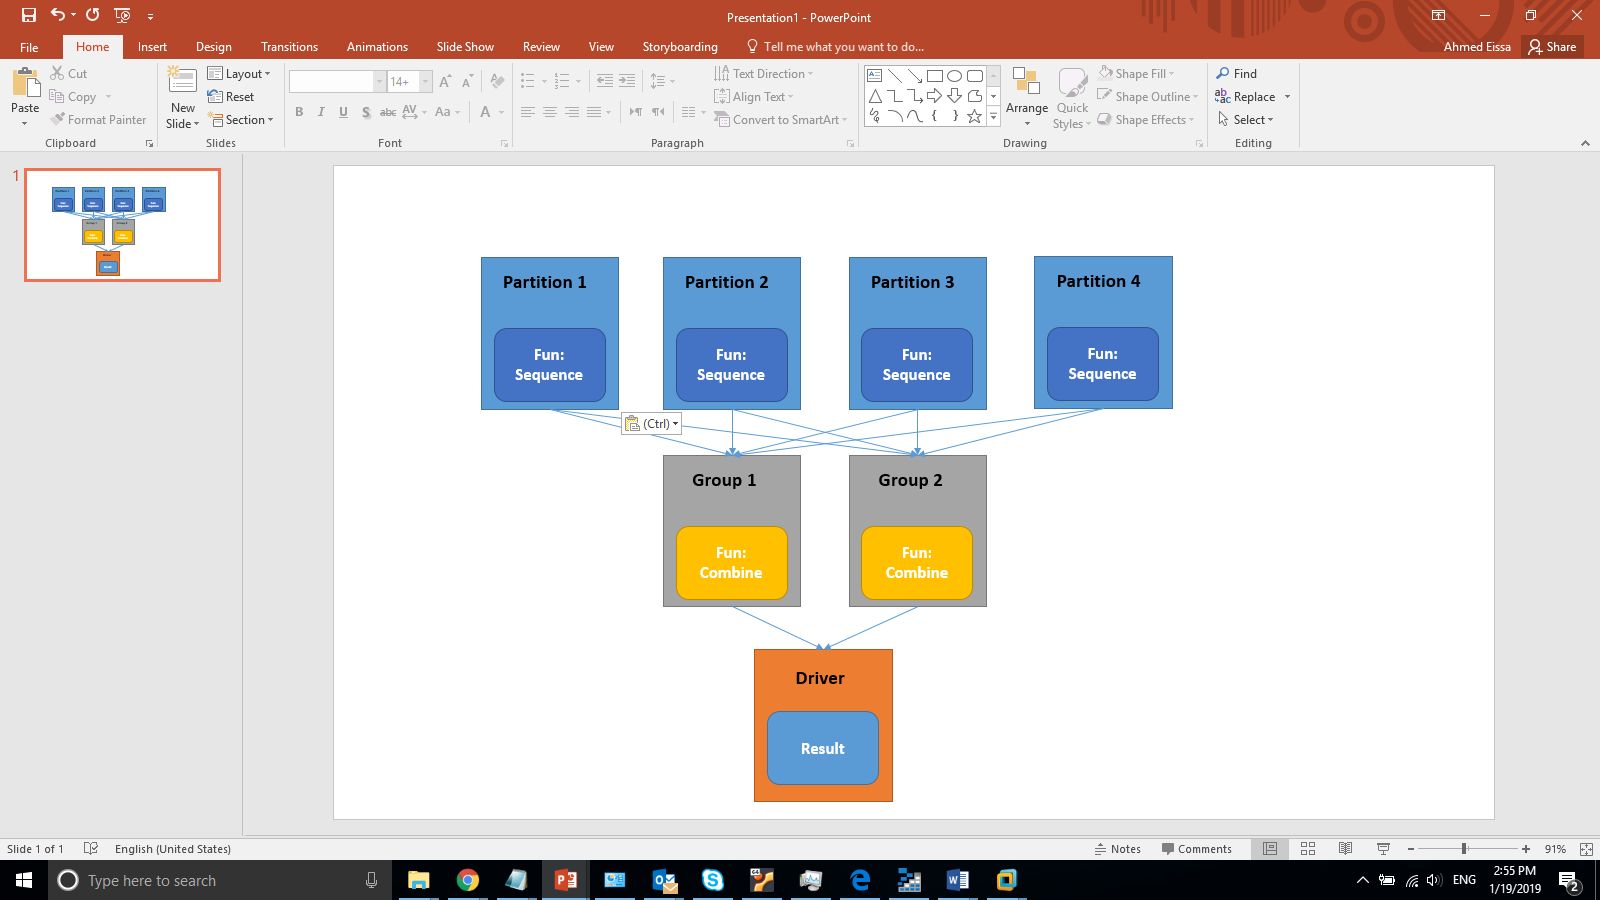 Presentation1 - PowerPoint
File Home Insert Design Transitions Animations Slide Show Review View Storyboarding Tell me what you want to do... Ahmed Eissa Share
Paste
Cut
Copy
Format Painter
Clipboard
New Slide
Layout
Reset
Section
Slides
14+
B I U S abc AV Aa A
Font
Text Direction
Align Text
Convert to SmartArt
Paragraph
Arrange
Quick Styles
Shape Fill
Shape Outline
Shape Effects
Drawing
Find
Replace
Select
Editing
1
Partition 1 Partition 2 Partition 3 Partition 4
Fun: Fun: Fun: Fun:
Sequence Sequence Sequence Sequence
(Ctrl)
Group 1 Group 2
Fun: Fun:
Combine Combine
Driver
Result
Slide 1 of 1 English (United States) Notes Comments 91%
Type here to search
ENG
2:55 PM
1/19/2019
2